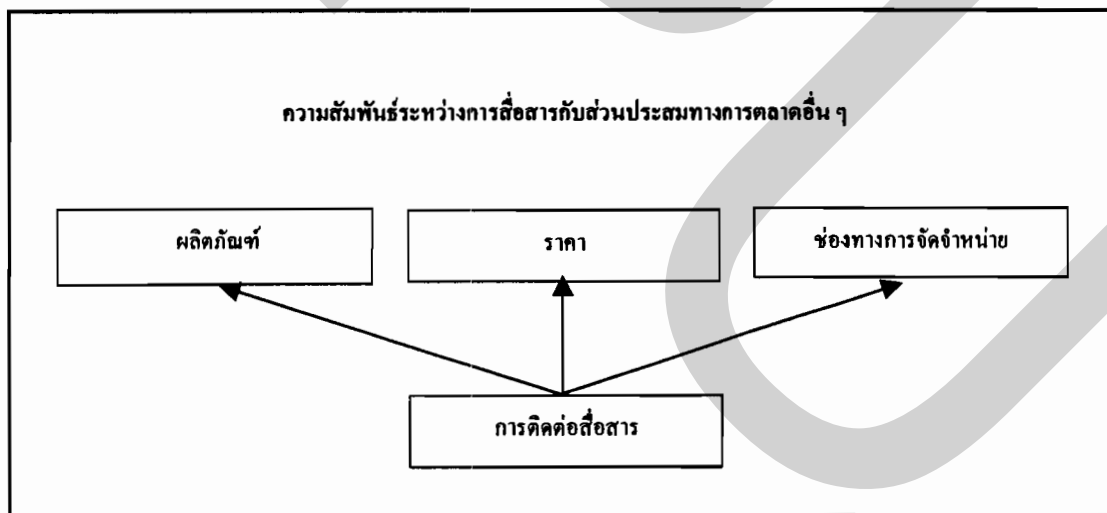 ความสัมพันธ์ระหว่างการสื่อสารกับส่วนประสมทางการตลาดอื่น ๆ
ผลิตภัณฑ์
ราคา
ช่องทางการจัดจำหน่าย
การติดต่อสื่อสาร